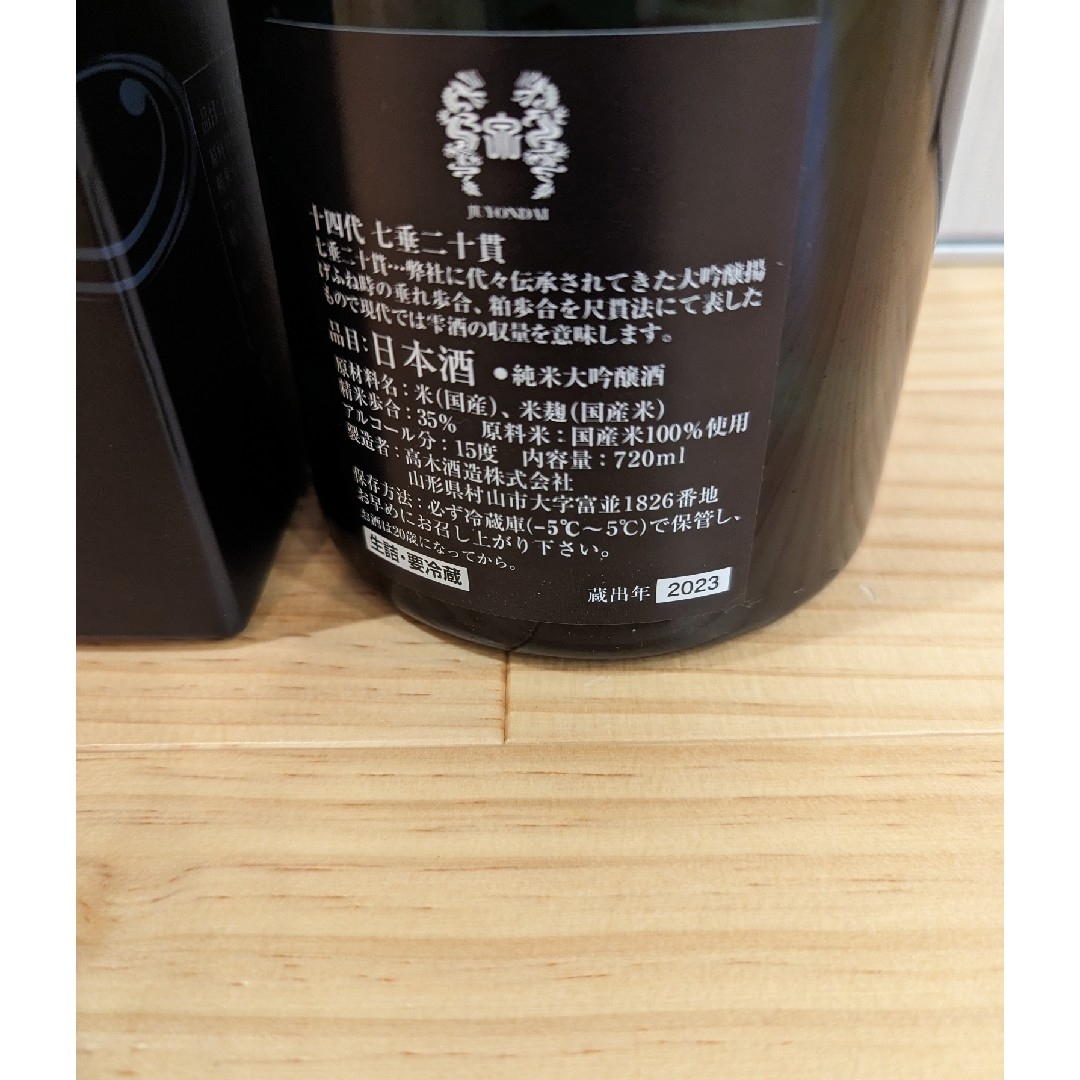 JUYONDAI
十四代 七垂二十貫
七垂二十貫…弊社に代々伝承されてきた大吟醸揚
げふね時の垂れ歩合、粕歩合を尺貫法にて表した
もので現代では雫酒の収量を意味します。
品目：日本酒 ●純米大吟醸酒
原材料名：米(国産)、米麹(国産米)
精米歩合：35% 原料米：国産米100%使用
アルコール分：15度 内容量：720ml
製造者：高木酒造株式会社
山形県村山市大字富並1826番地
保存方法：必ず冷蔵庫(−5℃〜5℃)で保管し、
お早めにお召し上がり下さい。
お酒は20歳になってから。
生詰・要冷蔵
蔵出年 2023